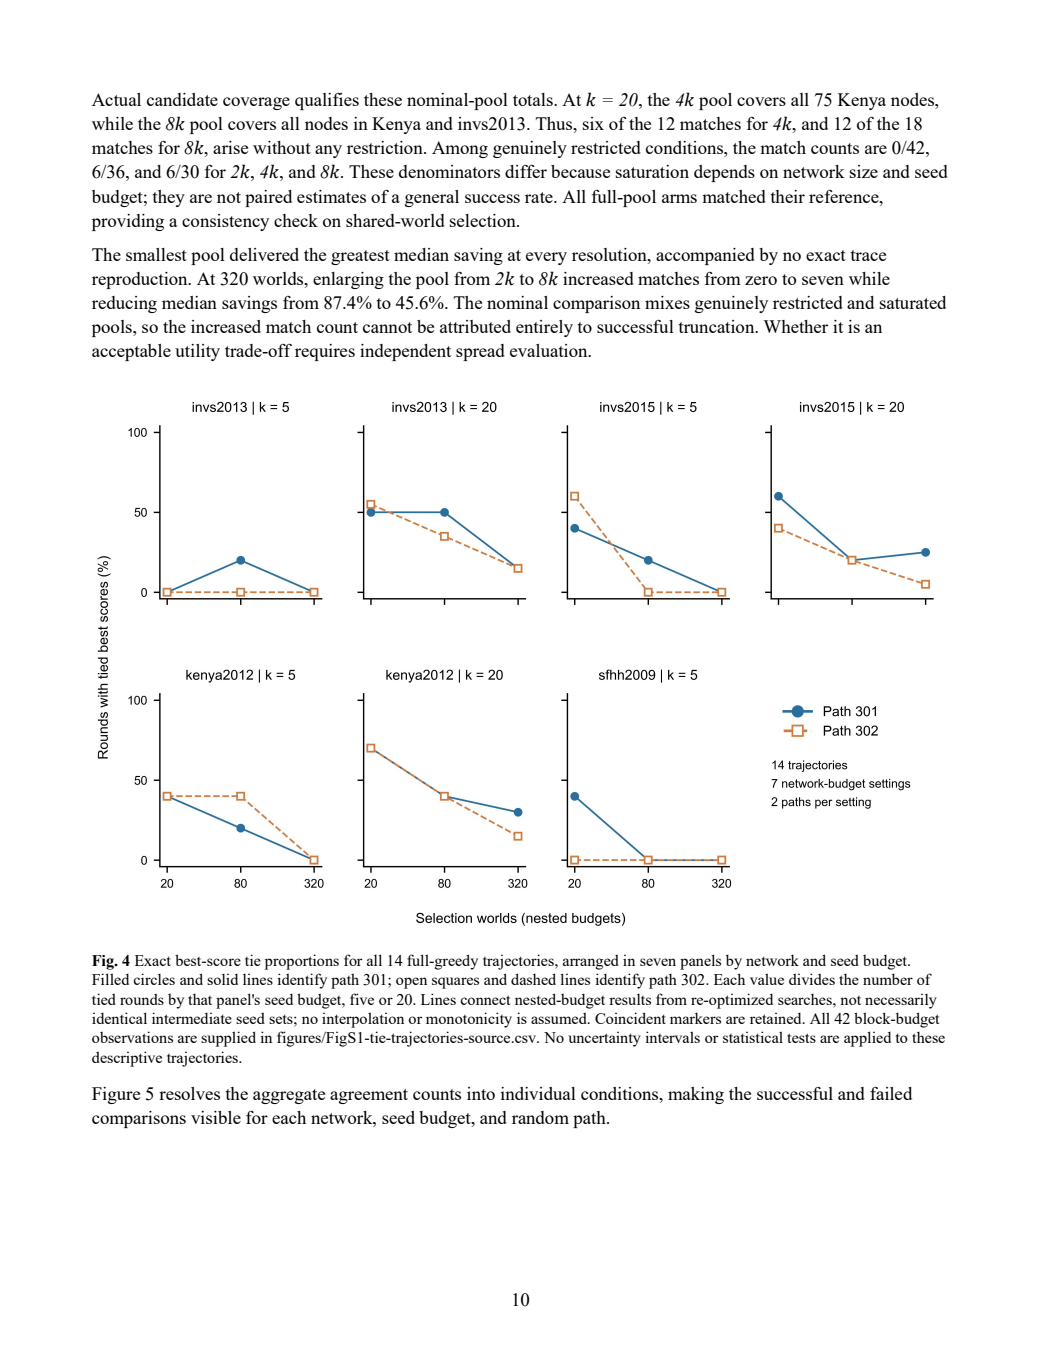 Actual candidate coverage qualifies these nominal-pool totals. At k = 20, the 4k pool covers all 75 Kenya nodes,
while the 8k pool covers all nodes in Kenya and invs2013. Thus, six of the 12 matches for 4k, and 12 of the 18
matches for 8k, arise without any restriction. Among genuinely restricted conditions, the match counts are 0/42,
6/36, and 6/30 for 2k, 4k, and 8k. These denominators differ because saturation depends on network size and seed
budget; they are not paired estimates of a general success rate. All full-pool arms matched their reference,
providing a consistency check on shared-world selection.
The smallest pool delivered the greatest median saving at every resolution, accompanied by no exact trace
reproduction. At 320 worlds, enlarging the pool from 2k to 8k increased matches from zero to seven while
reducing median savings from 87.4% to 45.6%. The nominal comparison mixes genuinely restricted and saturated
pools, so the increased match count cannot be attributed entirely to successful truncation. Whether it is an
acceptable utility trade-off requires independent spread evaluation.
invs2013 | k = 5
invs2013 | k = 20
invs2015 | k = 5
invs2015 | k = 20
100
50
0
Rounds with tied best scores (%)
kenya2012 | k = 5
kenya2012 | k = 20
sfhh2009 | k = 5
100
50
0
Path 301
Path 302
14 trajectories
7 network-budget settings
2 paths per setting
20 80 320
20 80 320
20 80 320
Selection worlds (nested budgets)
Fig. 4 Exact best-score tie proportions for all 14 full-greedy trajectories, arranged in seven panels by network and seed budget.
Filled circles and solid lines identify path 301; open squares and dashed lines identify path 302. Each value divides the number of
tied rounds by that panel's seed budget, five or 20. Lines connect nested-budget results from re-optimized searches, not necessarily
identical intermediate seed sets; no interpolation or monotonicity is assumed. Coincident markers are retained. All 42 block-budget
observations are supplied in figures/FigS1-tie-trajectories-source.csv. No uncertainty intervals or statistical tests are applied to these
descriptive trajectories.
Figure 5 resolves the aggregate agreement counts into individual conditions, making the successful and failed
comparisons visible for each network, seed budget, and random path.
10